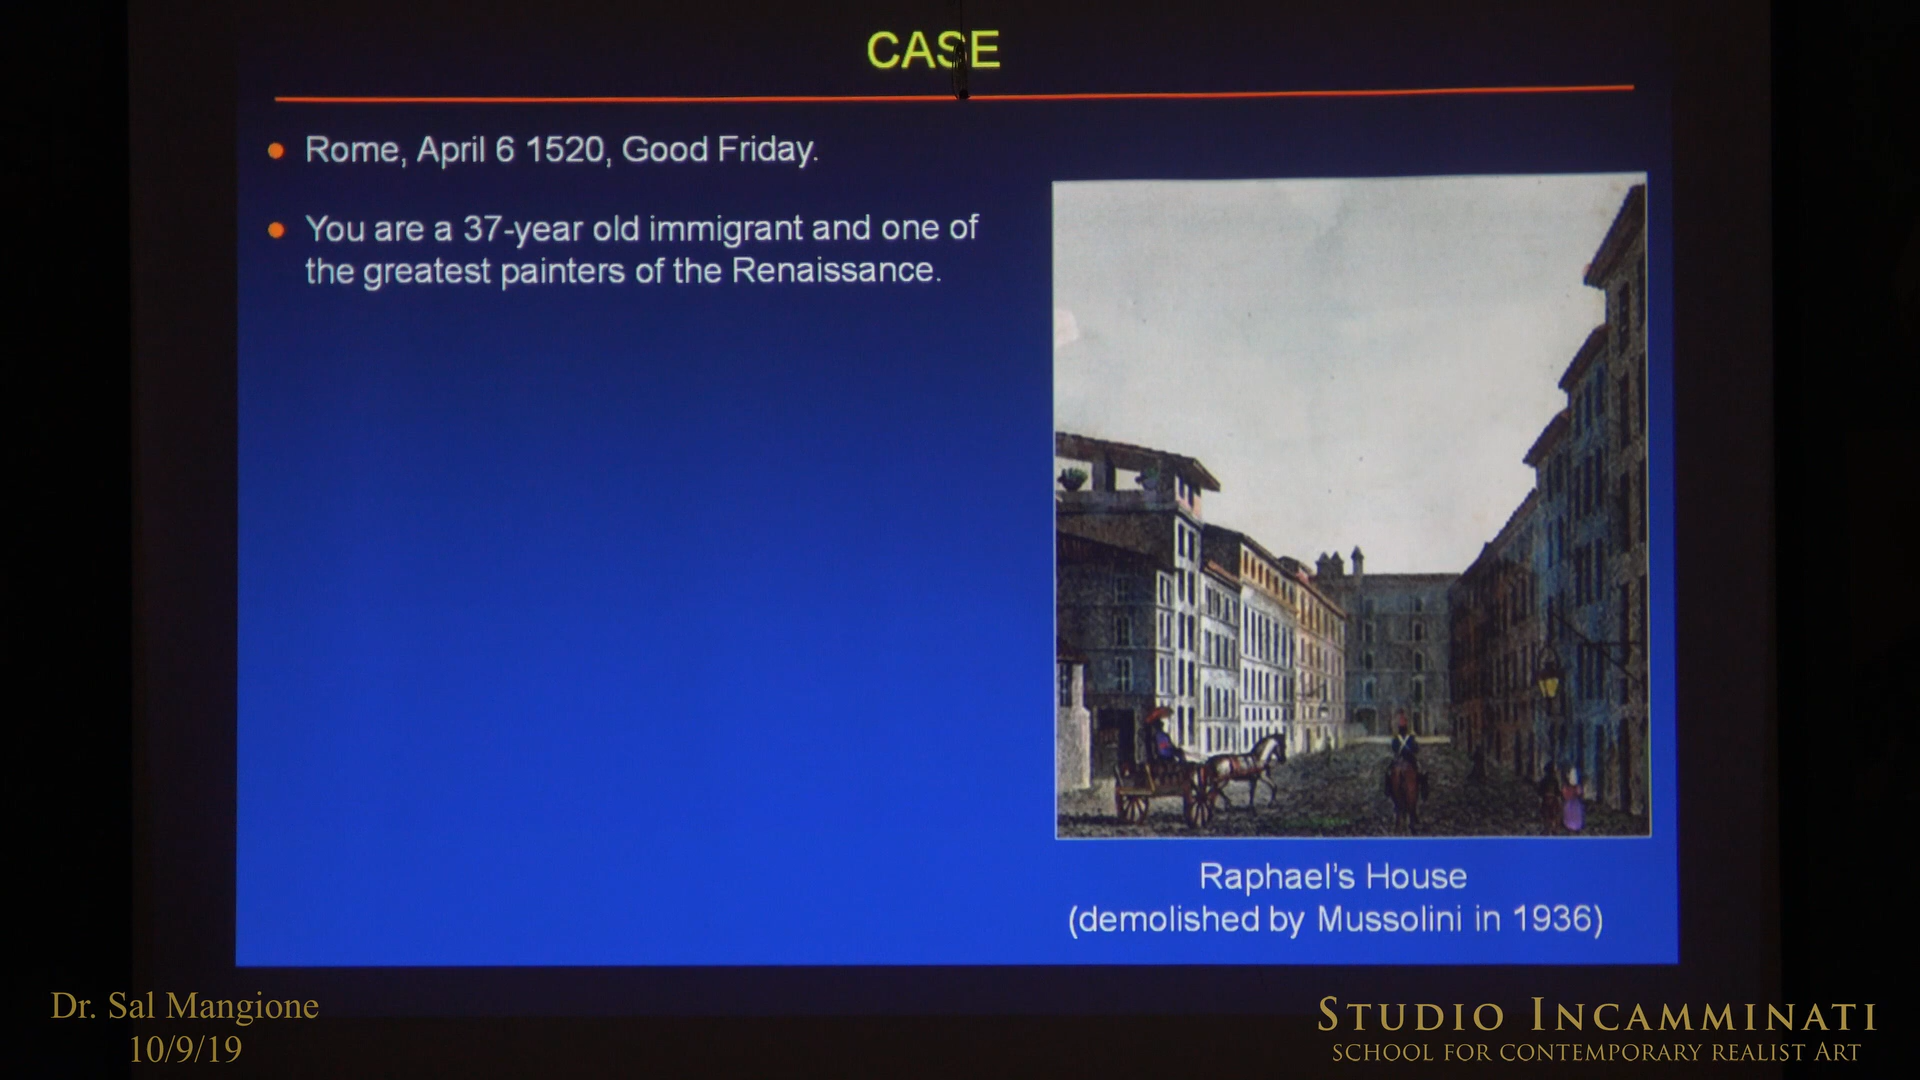 CASE
Rome, April 6 1520, Good Friday.
You are a 37-year old immigrant and one of
the greatest painters of the Renaissance.
Raphael's House
(demolished by Mussolini in 1936)
Dr. Sal Mangione
10/9/19
STUDIO INCAMMINATI
SCHOOL FOR CONTEMPORARY REALIST ART